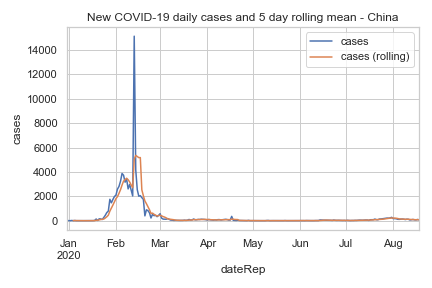 New COVID-19 daily cases and 5 day rolling mean - China
cases
cases (rolling)
14000
12000
10000
8000
6000
4000
2000
0
cases
Jan Feb Mar Apr May Jun Jul Aug
2020
dateRep